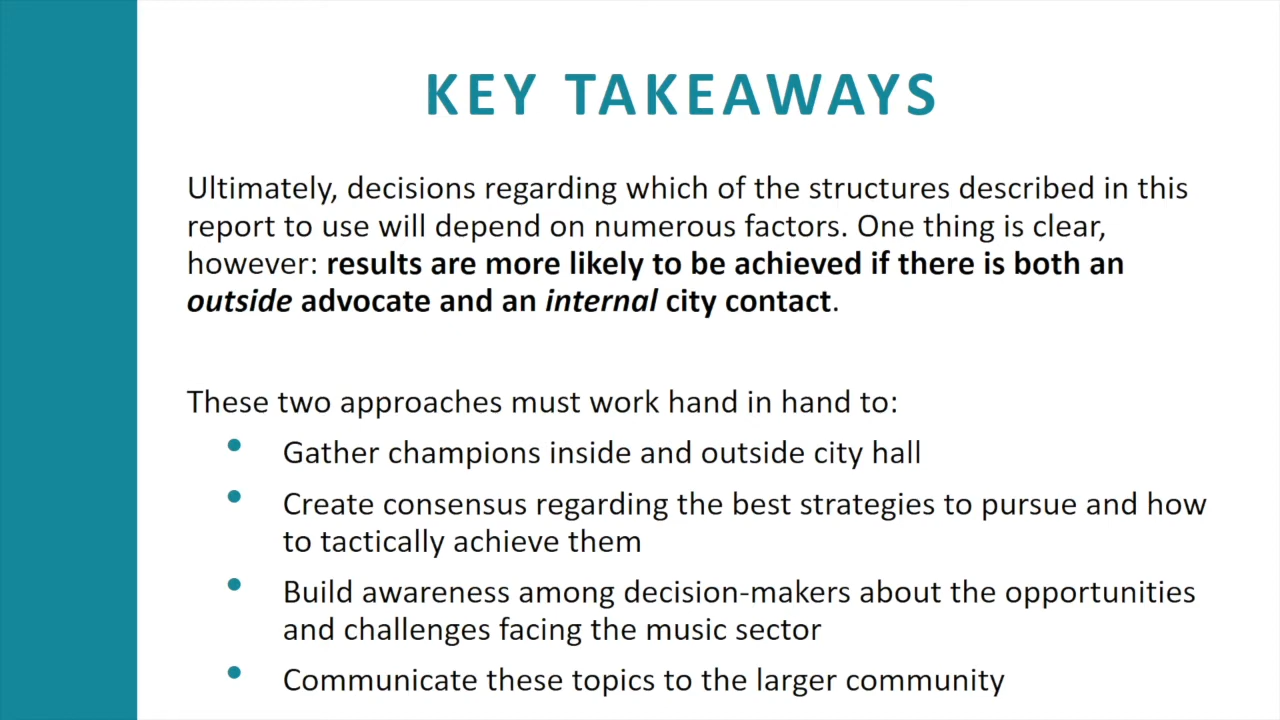 KEY TAKEAWAYS
Ultimately, decisions regarding which of the structures described in this
report to use will depend on numerous factors. One thing is clear,
however: results are more likely to be achieved if there is both an
outside advocate and an internal city contact.
These two approaches must work hand in hand to:
• Gather champions inside and outside city hall
• Create consensus regarding the best strategies to pursue and how
to tactically achieve them
• Build awareness among decision-makers about the opportunities
and challenges facing the music sector
• Communicate these topics to the larger community